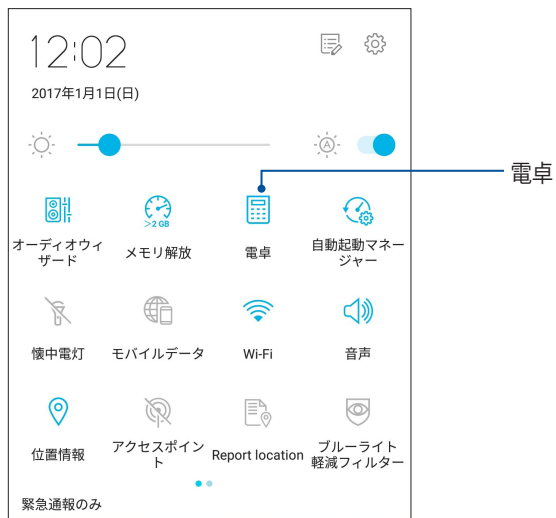 12:02
2017年1月1日(日)
A
電卓
>2 GB
オーディオウィ
ザード
メモリ解放
電卓
自動起動マネー
ジャー
懐中電灯
モバイルデータ
Wi-Fi
音声
位置情報
アクセスポイン
ト
Report location
ブルーライト
軽減フィルター
緊急通報のみ